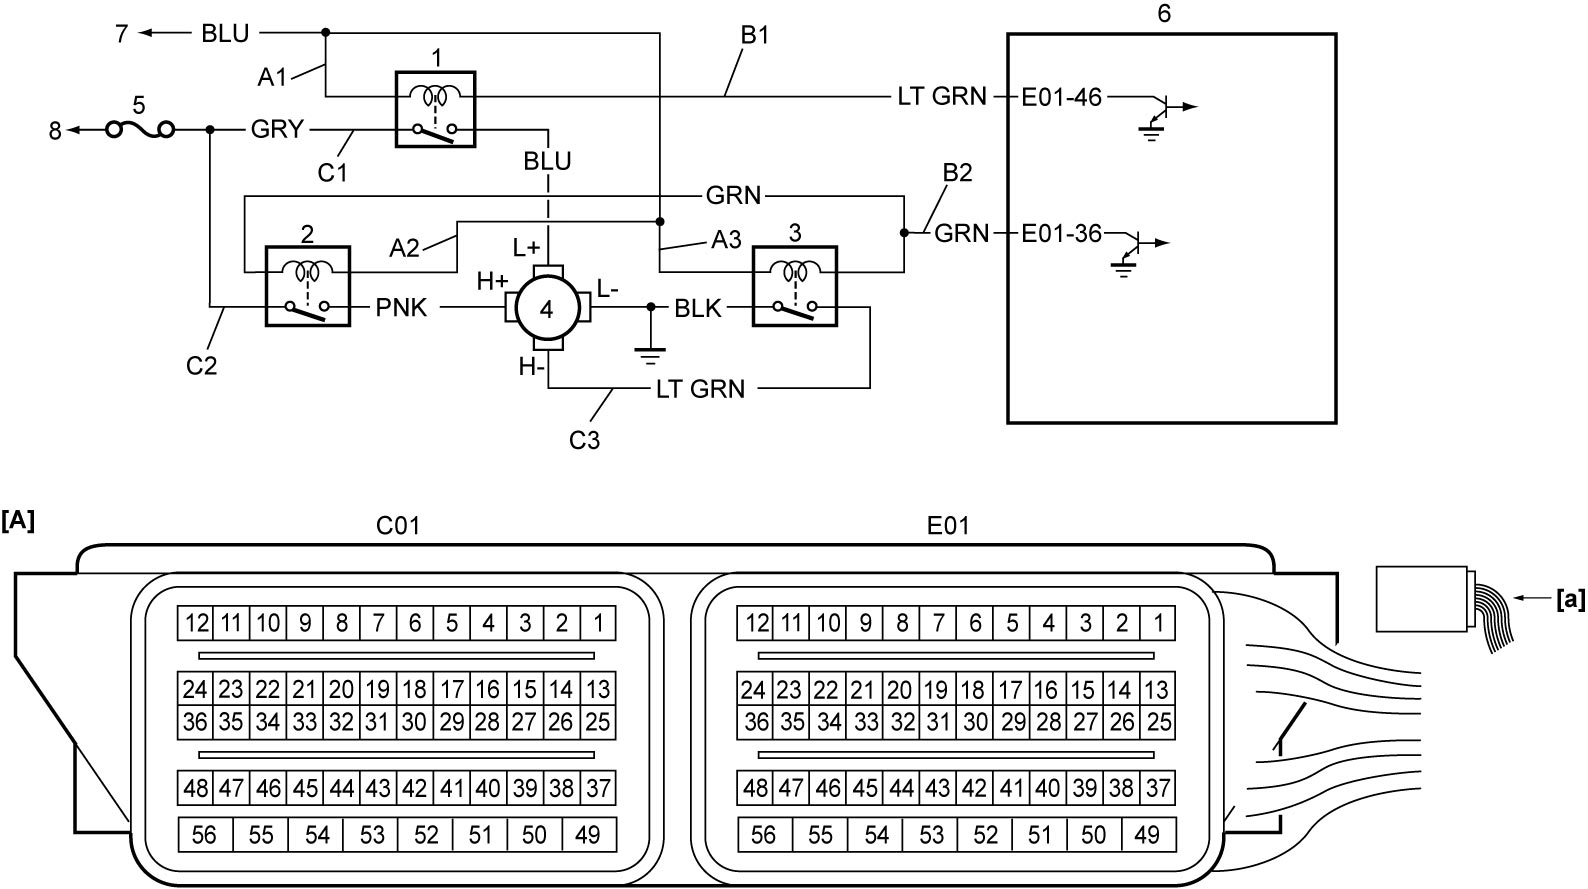 6
7 BLU
B1
1
A1
5
LT GRN E01-46
8 GRY
C1
BLU
B2
GRN
2
A2
L+
A3
3
GRN E01-36
H+
L-
PNK
4
BLK
C2
H-
LT GRN
C3
[A]
C01
E01
[a]
12 11 10 9 8 7 6 5 4 3 2 1
24 23 22 21 20 19 18 17 16 15 14 13
36 35 34 33 32 31 30 29 28 27 26 25
48 47 46 45 44 43 42 41 40 39 38 37
56 55 54 53 52 51 50 49
12 11 10 9 8 7 6 5 4 3 2 1
24 23 22 21 20 19 18 17 16 15 14 13
36 35 34 33 32 31 30 29 28 27 26 25
48 47 46 45 44 43 42 41 40 39 38 37
56 55 54 53 52 51 50 49